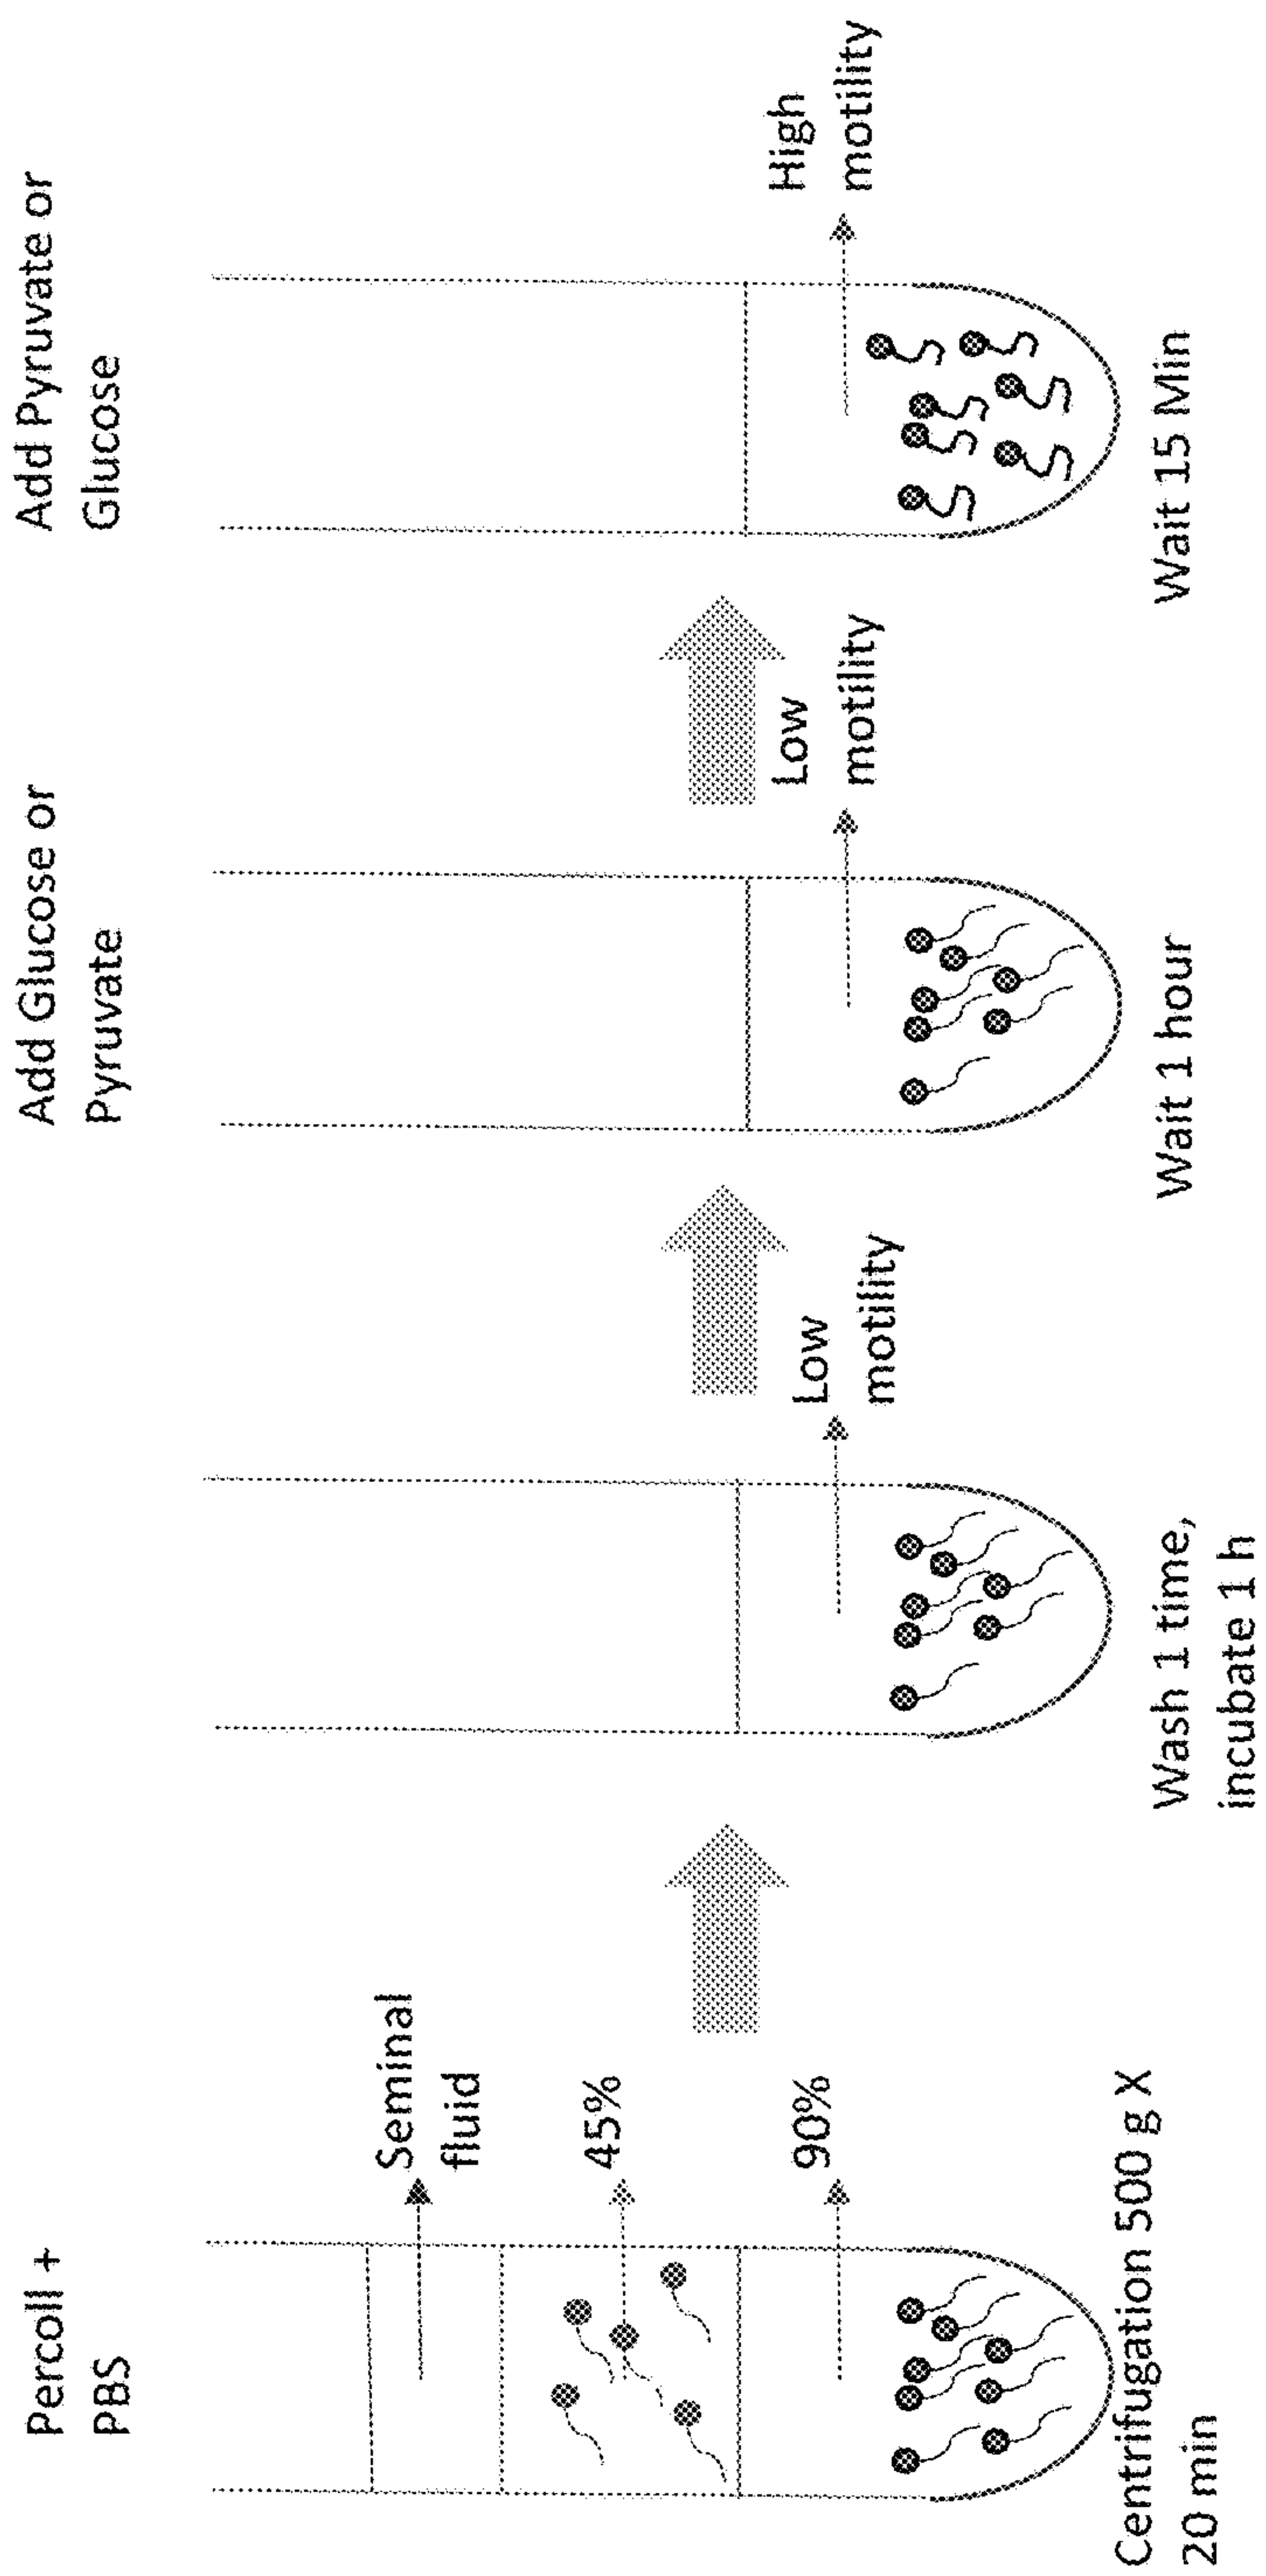 Percoll +
PBS
Seminal
fluid
45%
90%
Centrifugation 500 g X
20 min
Low
motility
Wash 1 time,
incubate 1 h
Add Glucose or
Pyruvate
Low
motility
Wait 1 hour
Add Pyruvate or
Glucose
High
motility
Wait 15 Min